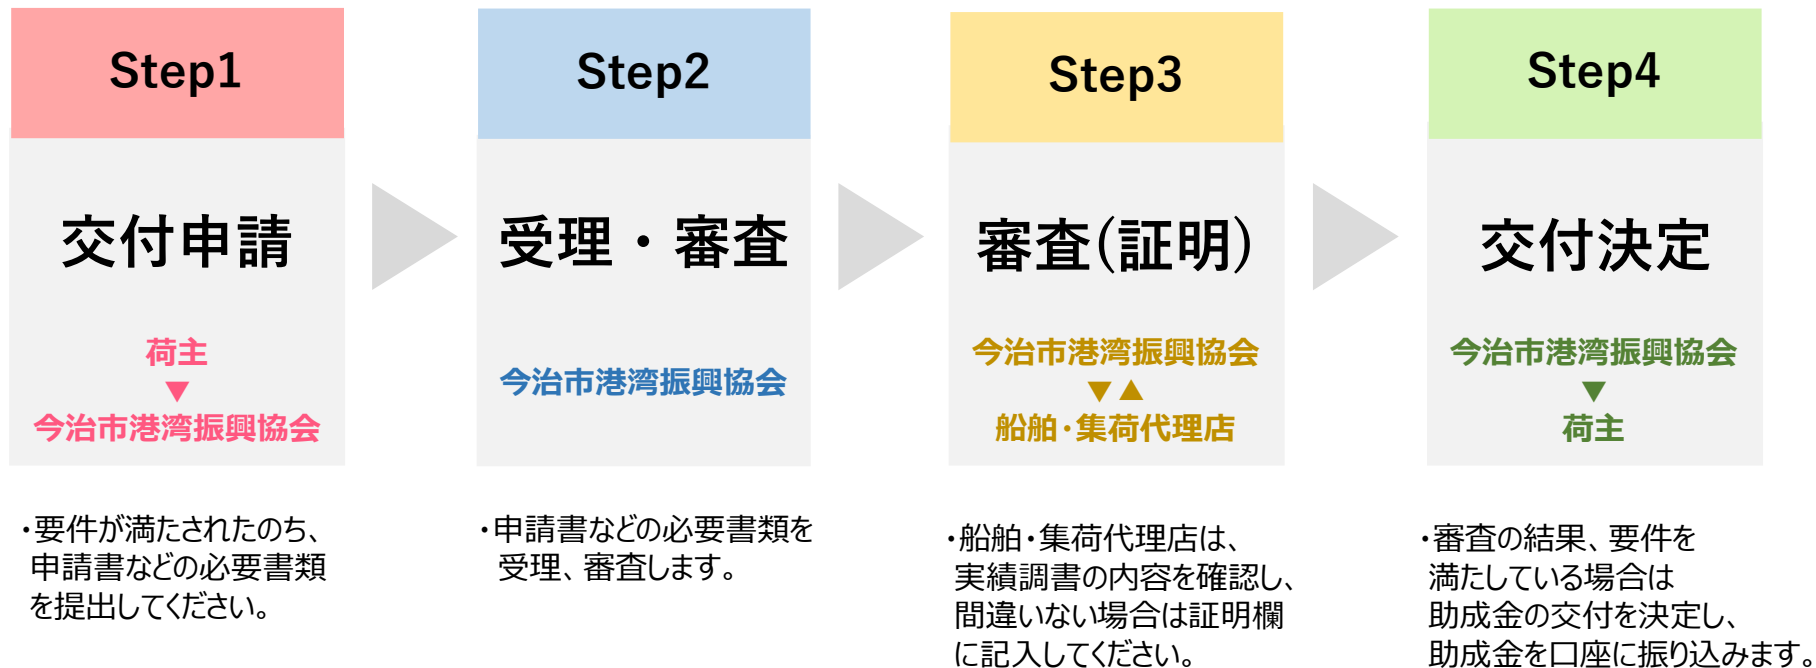 Step1
交付申請
荷主
▼
今治市港湾振興協会
・要件が満たされたのち、
申請書などの必要書類
を提出してください。
Step2
受理・審査
今治市港湾振興協会
・申請書などの必要書類を
受理、審査します。
Step3
審査(証明)
今治市港湾振興協会
▼▲
船舶・集荷代理店
・船舶・集荷代理店は、
実績調書の内容を確認し、
間違いない場合は証明欄
に記入してください。
Step4
交付決定
今治市港湾振興協会
▼
荷主
・審査の結果、要件を
満たしている場合は
助成金の交付を決定し、
助成金を口座に振り込みます。